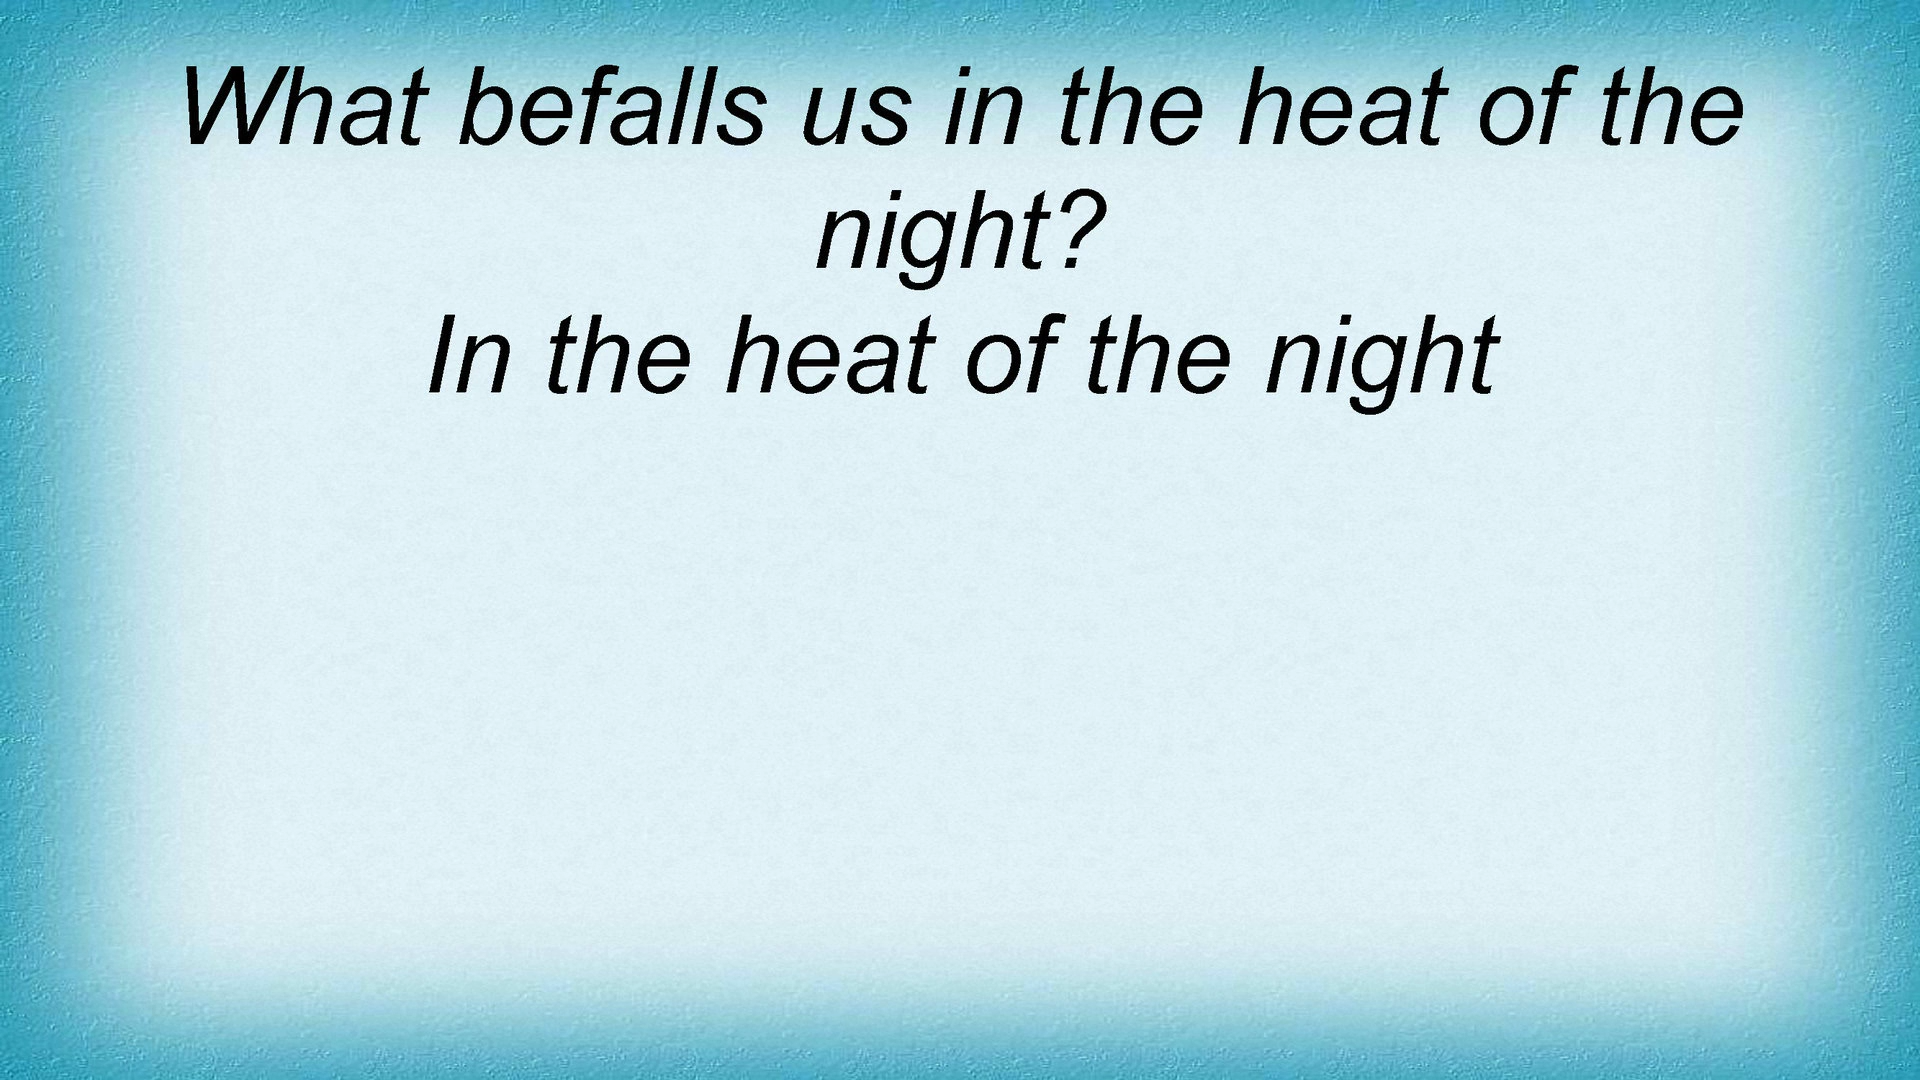 What befalls us in the heat of the
night?
In the heat of the night